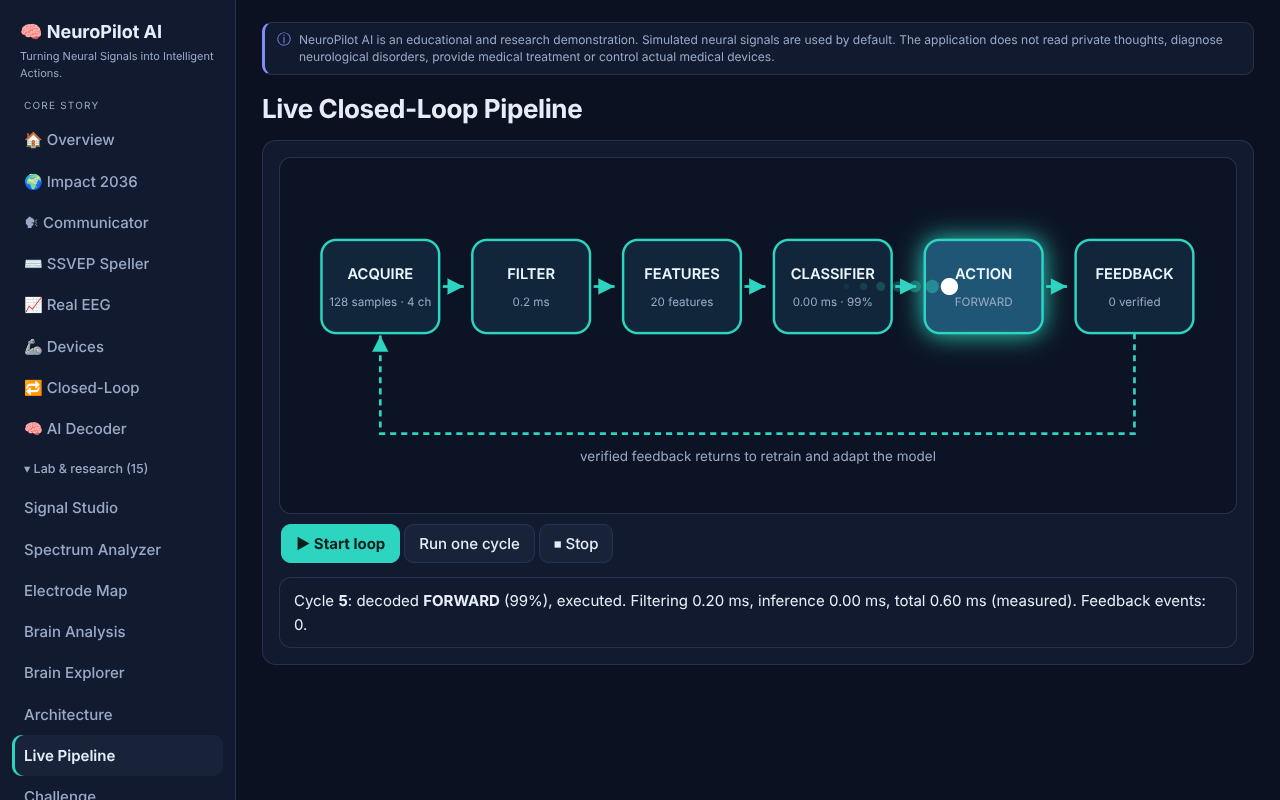 🧠 NeuroPilot AI
Turning Neural Signals into Intelligent
Actions.
CORE STORY
🏠 Overview
🌍 Impact 2036
🗣 Communicator
⌨️ SSVEP Speller
📈 Real EEG
🦾 Devices
🔁 Closed-Loop
🧠 AI Decoder
▾ Lab & research (15)
Signal Studio
Spectrum Analyzer
Electrode Map
Brain Analysis
Brain Explorer
Architecture
Live Pipeline
Challenge
ⓘ NeuroPilot AI is an educational and research demonstration. Simulated neural signals are used by default. The application does not read private thoughts, diagnose
neurological disorders, provide medical treatment or control actual medical devices.
Live Closed-Loop Pipeline
ACQUIRE
128 samples · 4 ch
FILTER
0.2 ms
FEATURES
20 features
CLASSIFIER
0.00 ms · 99%
ACTION
FORWARD
FEEDBACK
0 verified
verified feedback returns to retrain and adapt the model
▶ Start loop
Run one cycle
■ Stop
Cycle 5: decoded FORWARD (99%), executed. Filtering 0.20 ms, inference 0.00 ms, total 0.60 ms (measured). Feedback events:
0.